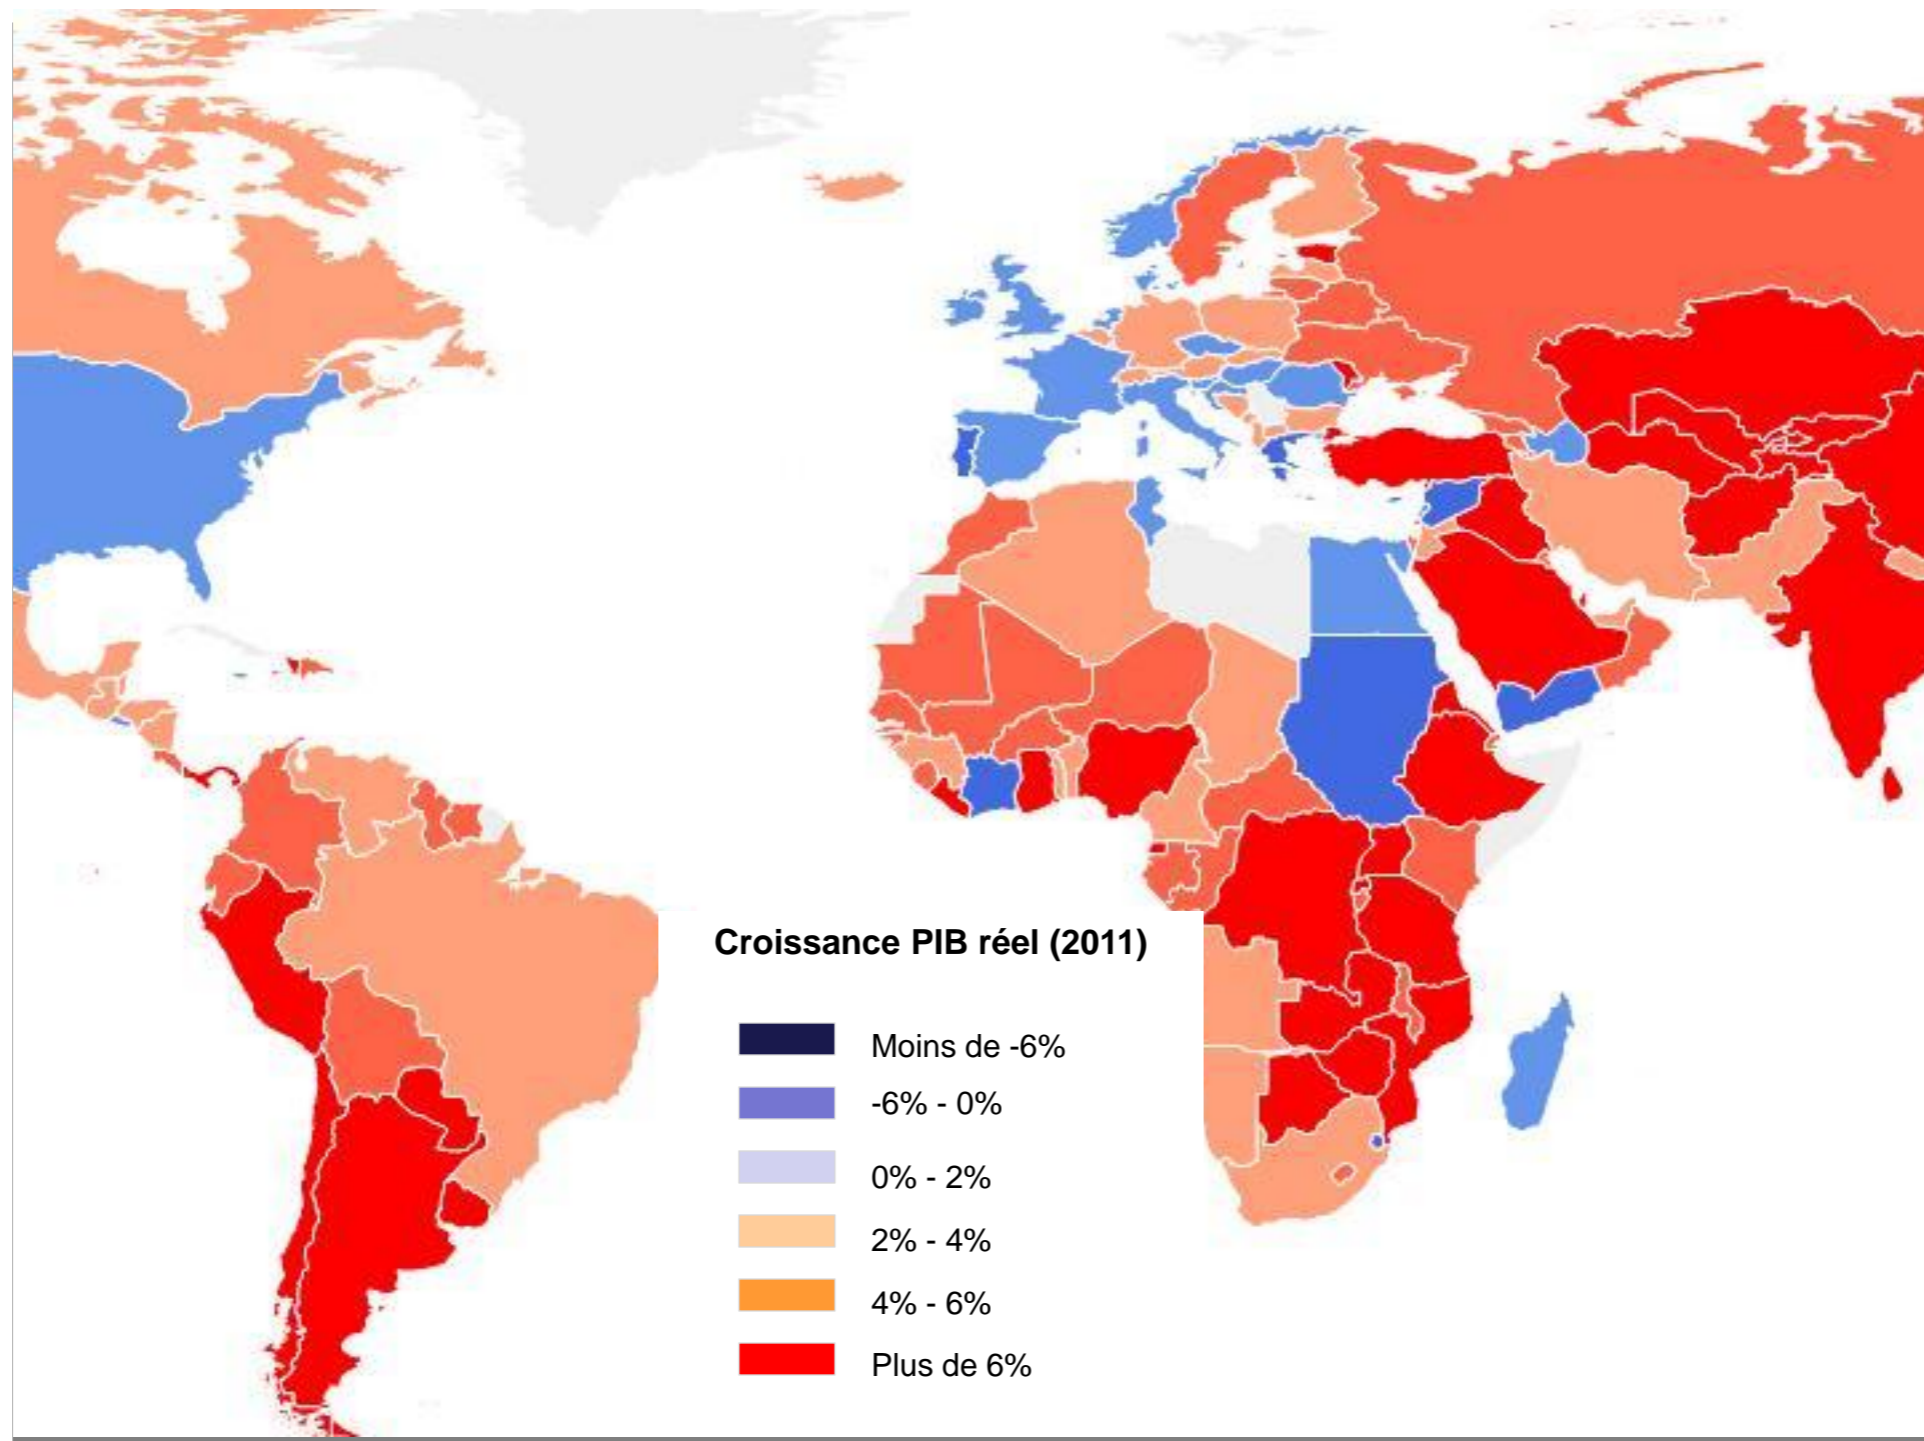 Croissance PIB réel (2011)
Moins de -6%
-6% - 0%
0% - 2%
2% - 4%
4% - 6%
Plus de 6%